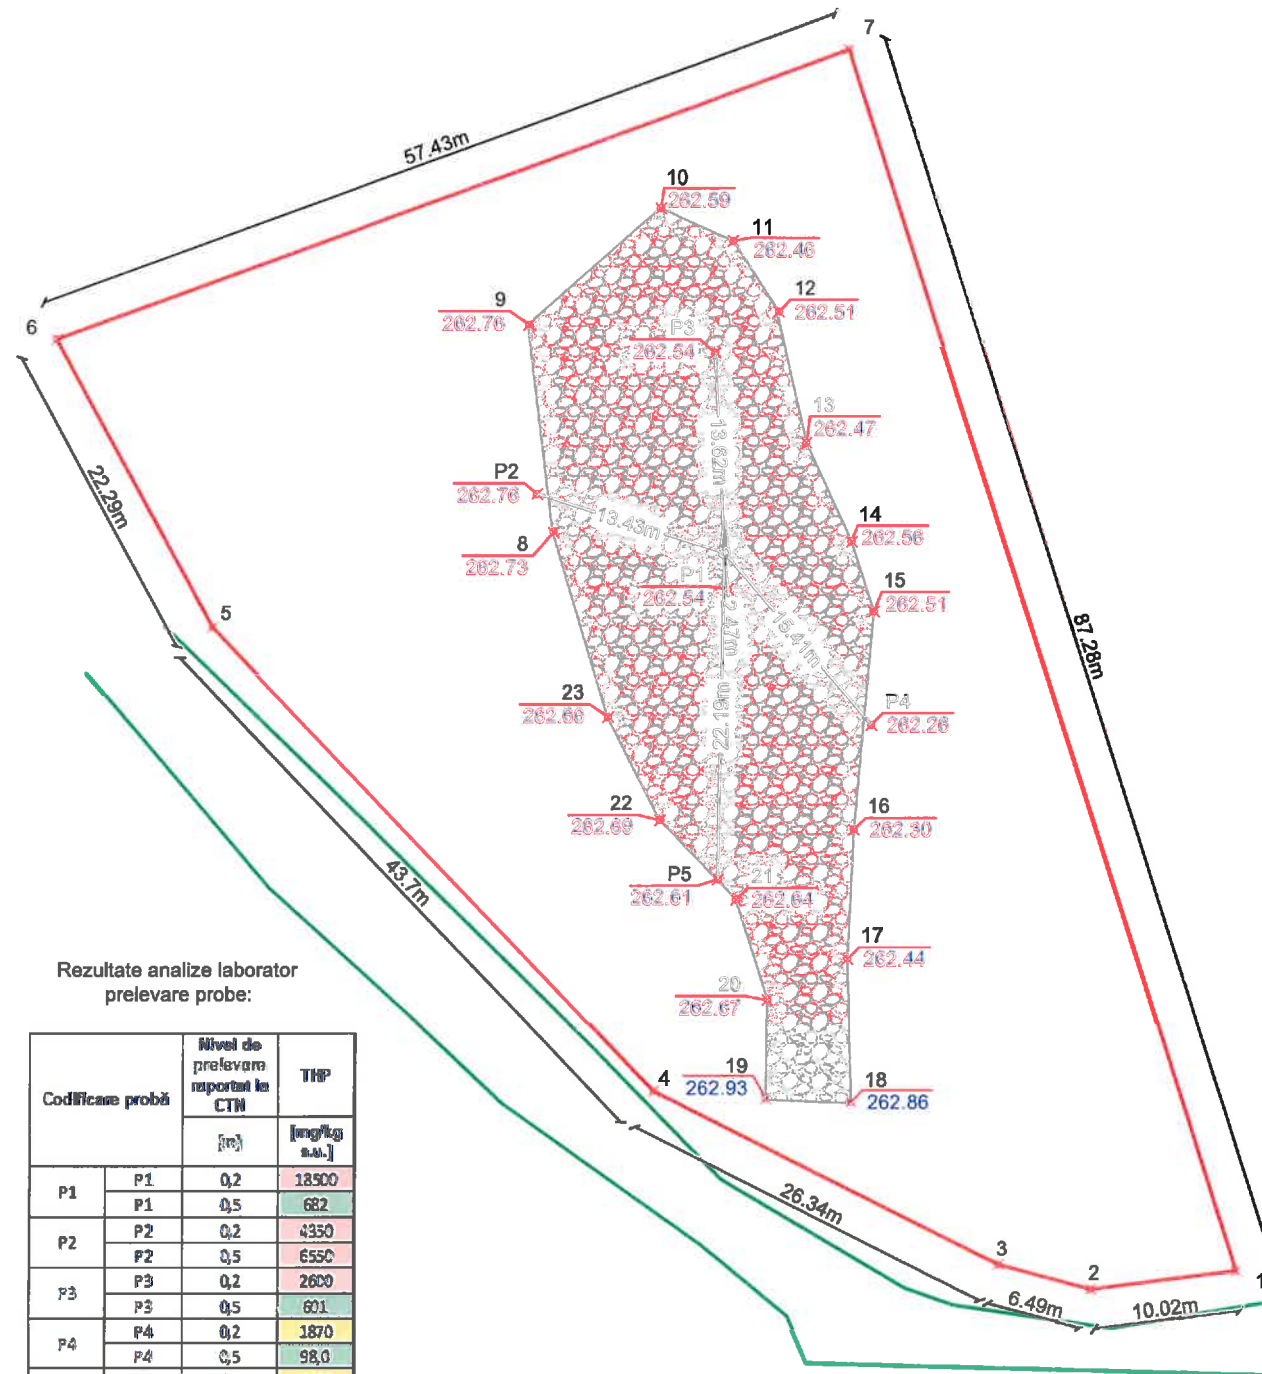 7
57.43m
10
262.59
11
262.46
9
262.76
12
262.51
6
P3
262.54
13
262.47
13.62m
22.29m
P2
262.76
13.43m
14
262.56
8
262.73
P1
262.54
15
262.51
2.47m
15.41m
5
87.28m
23
262.66
22.19m
P4
262.26
22
262.69
16
262.30
43.7m
P5
262.61
21
262.64
17
262.44
20
262.67
Rezultate analize laborator
prelevare probe:
19
262.93
18
262.86
4
Codificare probă
Nivel de
prelevare
raportat la
CTN
THP
[m]
[mg/kg
s.u.]
P1 P1 0,2 18500
P1 0,5 682
P2 P2 0,2 4350
P2 0,5 6550
P3 P3 0,2 2600
P3 0,5 601
P4 P4 0,2 1870
P4 0,5 98,0
26.34m
3
2
1
6.49m
10.02m